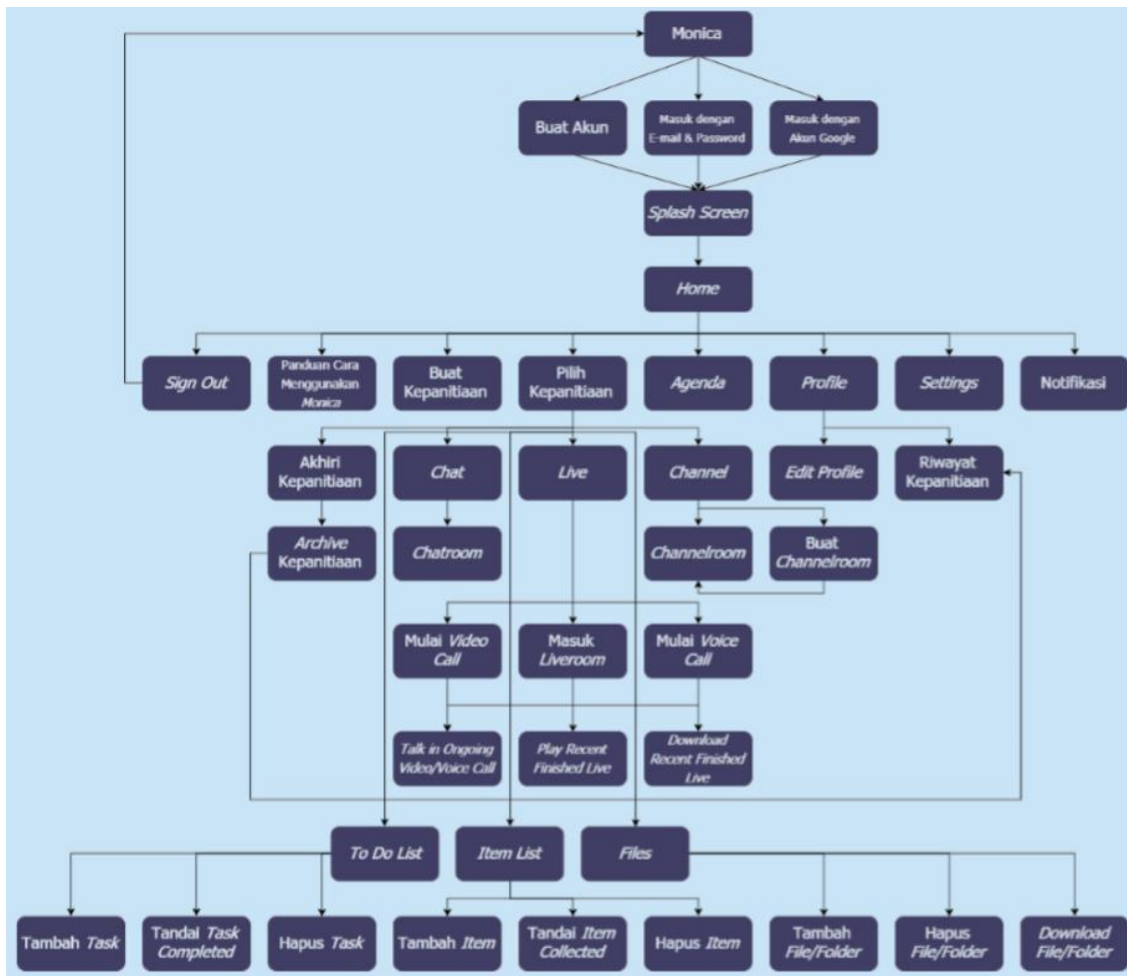 Monica
Buat Akun
Masuk dengan
E-mail & Password
Masuk dengan
Akun Google
Splash Screen
Home
Sign Out
Panduan Cara
Menggunakan
Monica
Buat
Kepanitiaan
Pilih
Kepanitiaan
Agenda
Profile
Settings
Notifikasi
Akhiri
Kepanitiaan
Chat
Live
Channel
Edit Profile
Riwayat
Kepanitiaan
Archive
Kepanitiaan
Chatroom
Channelroom
Buat
Channelroom
Mulai Video
Call
Masuk
Liveroom
Mulai Voice
Call
Talk in Ongoing
Video/Voice Call
Play Recent
Finished Live
Download
Recent Finished
Live
To Do List
Item List
Files
Tambah Task
Tandai Task
Completed
Hapus Task
Tambah Item
Tandai Item
Collected
Hapus Item
Tambah
File/Folder
Hapus
File/Folder
Download
File/Folder